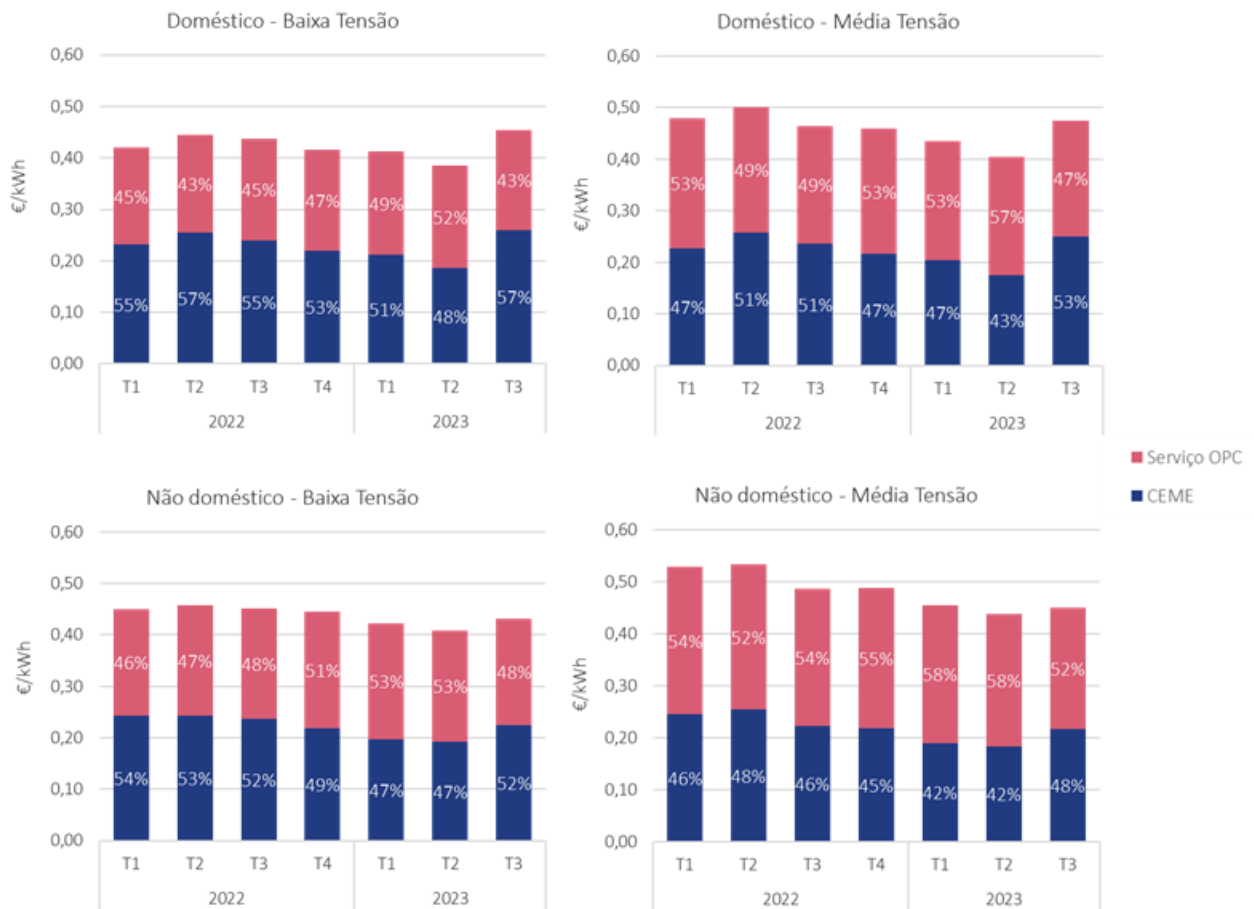 Doméstico - Baixa Tensão
€/kWh
0,60
0,50
0,40
0,30
0,20
0,10
0,00
45% 43% 45% 47% 49% 52% 43%
55% 57% 55% 53% 51% 48% 57%
T1 T2 T3 T4 T1 T2 T3
2022 2023
Doméstico - Média Tensão
€/kWh
0,60
0,50
0,40
0,30
0,20
0,10
0,00
53% 49% 49% 53% 53% 57% 47%
47% 51% 51% 47% 47% 43% 53%
T1 T2 T3 T4 T1 T2 T3
2022 2023
Serviço OPC
CEME
Não doméstico - Baixa Tensão
€/kWh
0,60
0,50
0,40
0,30
0,20
0,10
0,00
46% 47% 48% 51% 53% 53% 48%
54% 53% 52% 49% 47% 47% 52%
T1 T2 T3 T4 T1 T2 T3
2022 2023
Não doméstico - Média Tensão
€/kWh
0,60
0,50
0,40
0,30
0,20
0,10
0,00
54% 52% 54% 55% 58% 58% 52%
46% 48% 46% 45% 42% 42% 48%
T1 T2 T3 T4 T1 T2 T3
2022 2023